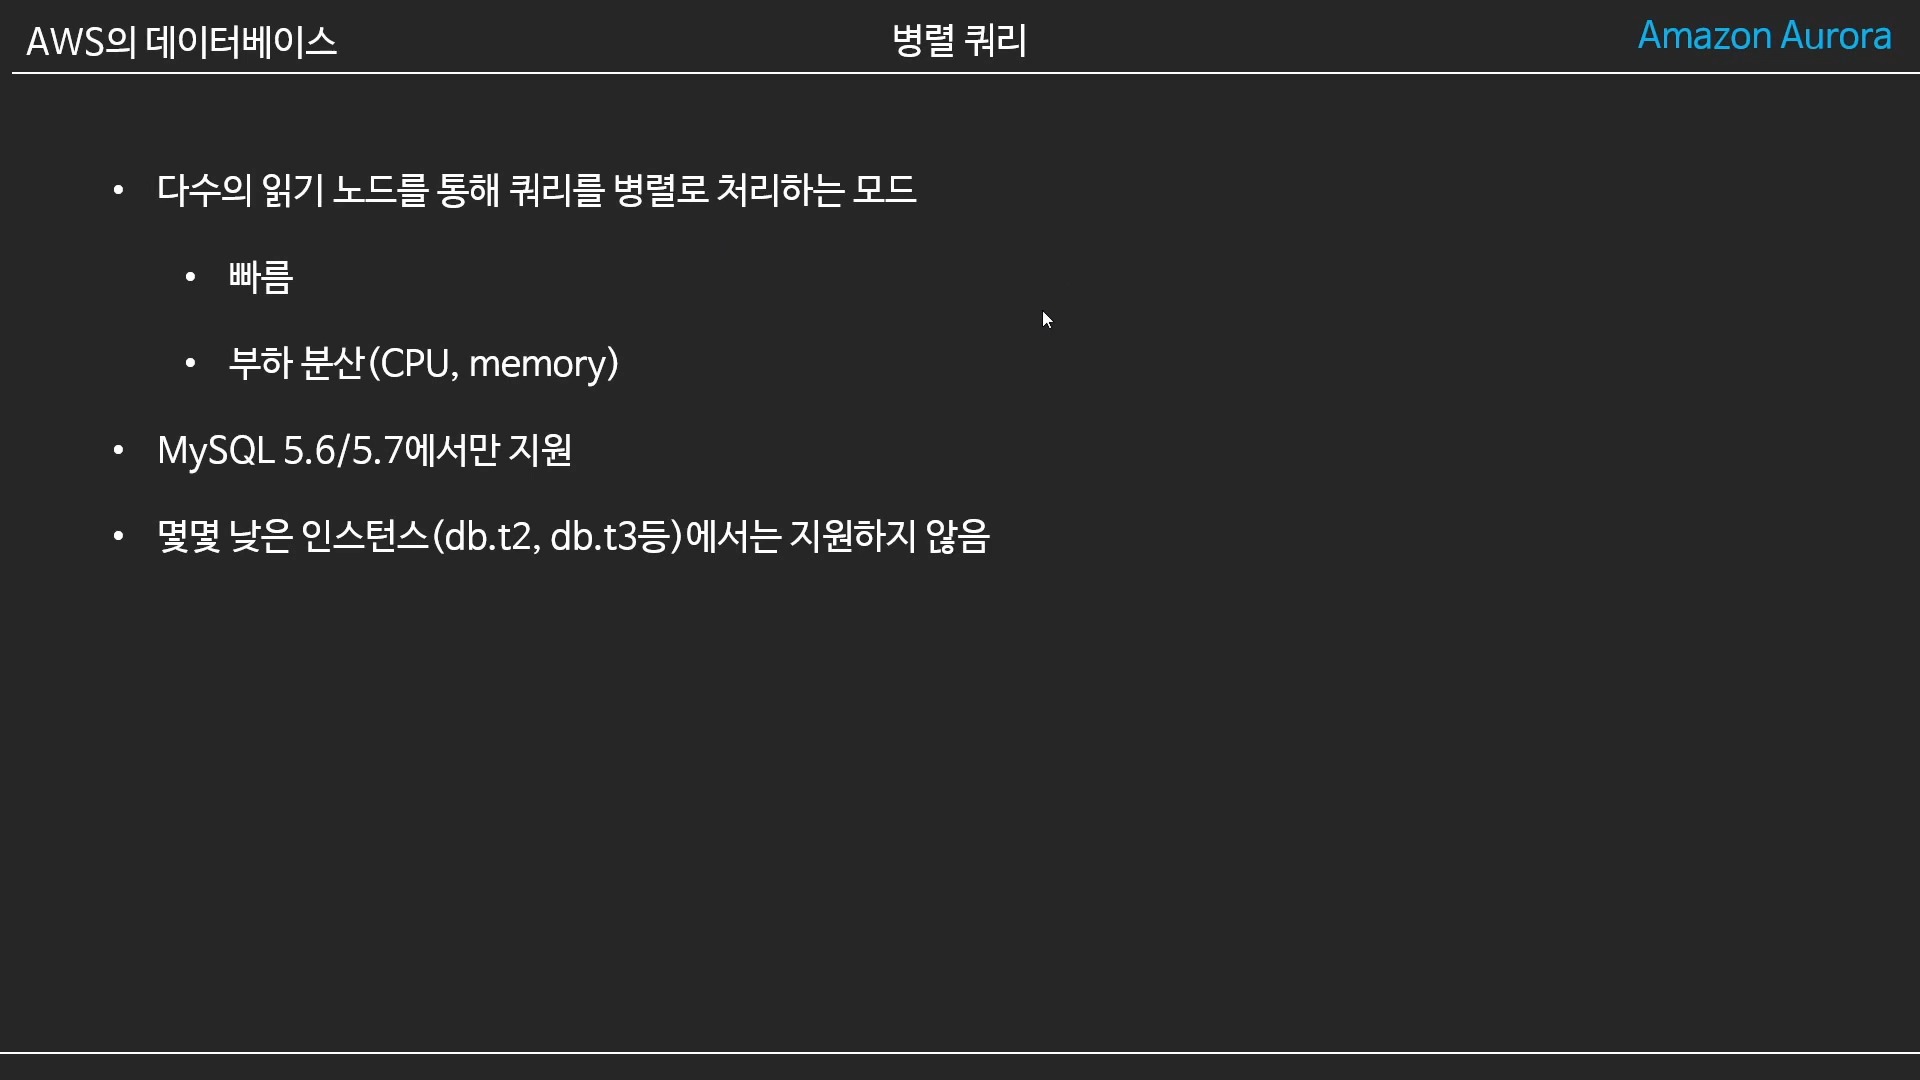 AWS의 데이터베이스
병렬 쿼리
Amazon Aurora
• 다수의 읽기 노드를 통해 쿼리를 병렬로 처리하는 모드
• 빠름
• 부하 분산(CPU, memory)
• MySQL 5.6/5.7에서만 지원
• 몇몇 낮은 인스턴스(db.t2, db.t3등)에서는 지원하지 않음